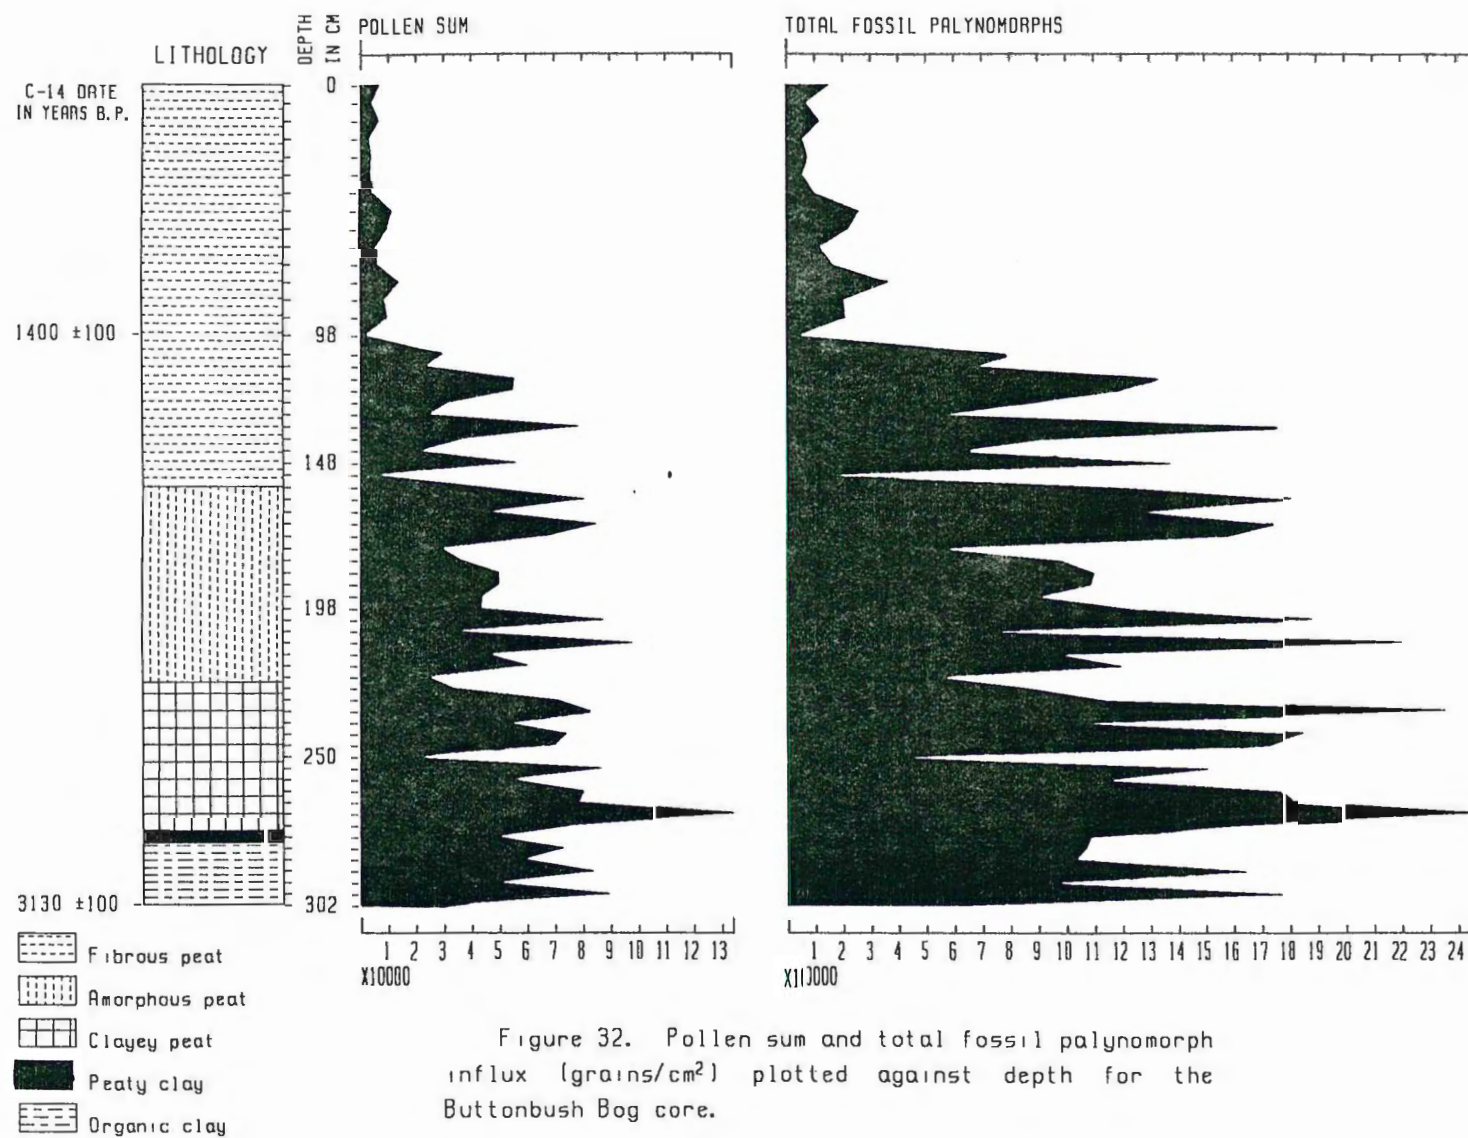 DEPTH IN CM
POLLEN SUM
TOTAL FOSSIL PALYNOMORPHS
LITHOLOGY
C-14 DATE
IN YEARS B.P.
0
1400 ±100
98
148
198
250
3130 ±100
302
1 2 3 4 5 6 7 8 9 10 11 12 13
X10000
1 2 3 4 5 6 7 8 9 10 11 12 13 14 15 16 17 18 19 20 21 22 23 24
X10000
Fibrous peat
Amorphous peat
Clayey peat
Peaty clay
Organic clay
Figure 32. Pollen sum and total fossil palynomorph
influx (grains/cm²) plotted against depth for the
Buttonbush Bog core.